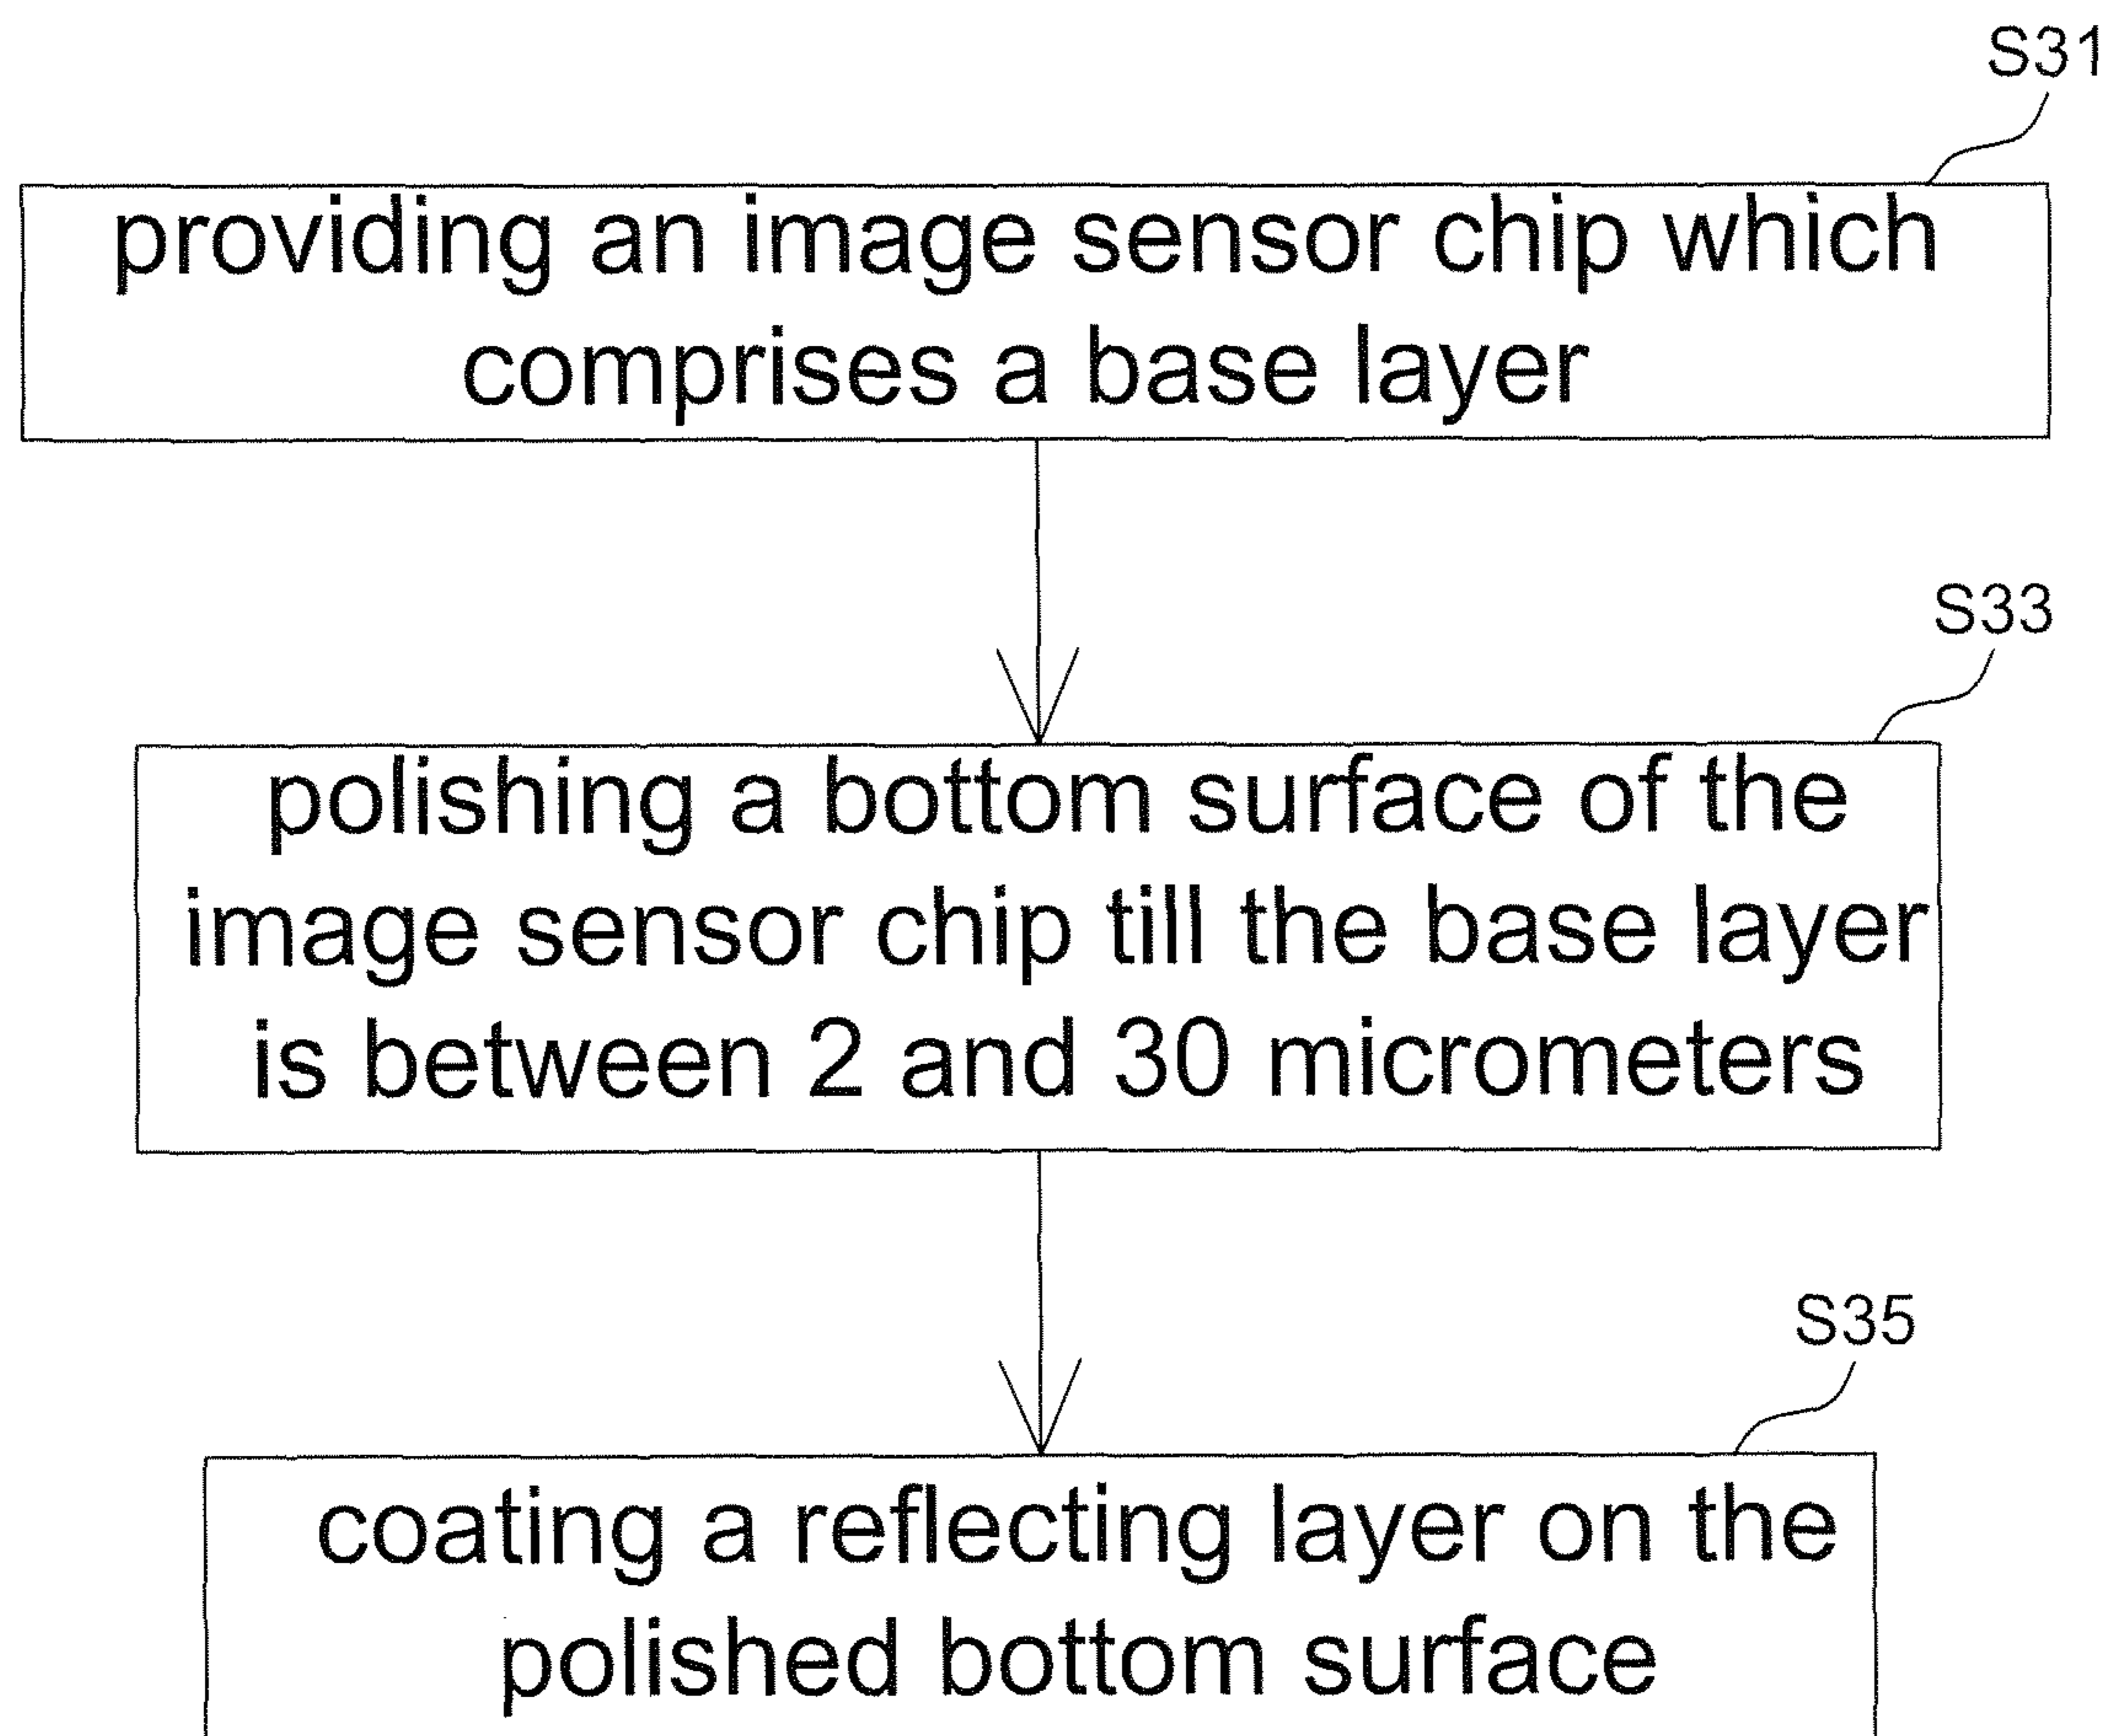 S31
providing an image sensor chip which
comprises a base layer
S33
polishing a bottom surface of the
image sensor chip till the base layer
is between 2 and 30 micrometers
S35
coating a reflecting layer on the
polished bottom surface